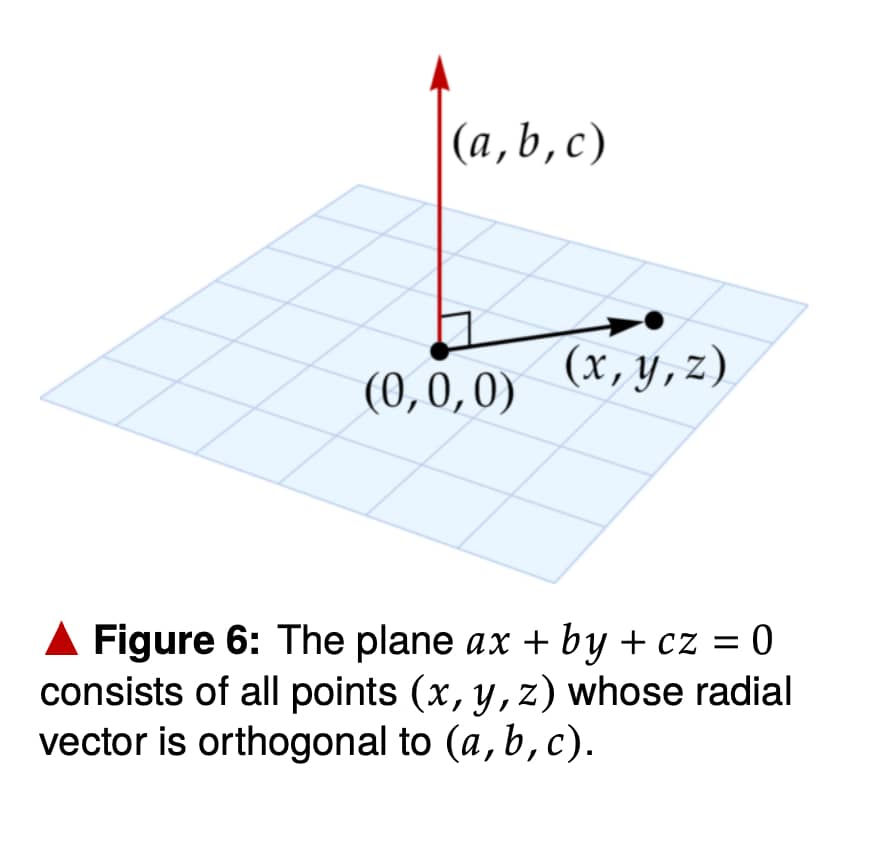 (a, b, c)
(0, 0, 0)
(x, y, z)
▲ Figure 6: The plane ax + by + cz = 0
consists of all points (x, y, z) whose radial
vector is orthogonal to (a, b, c).